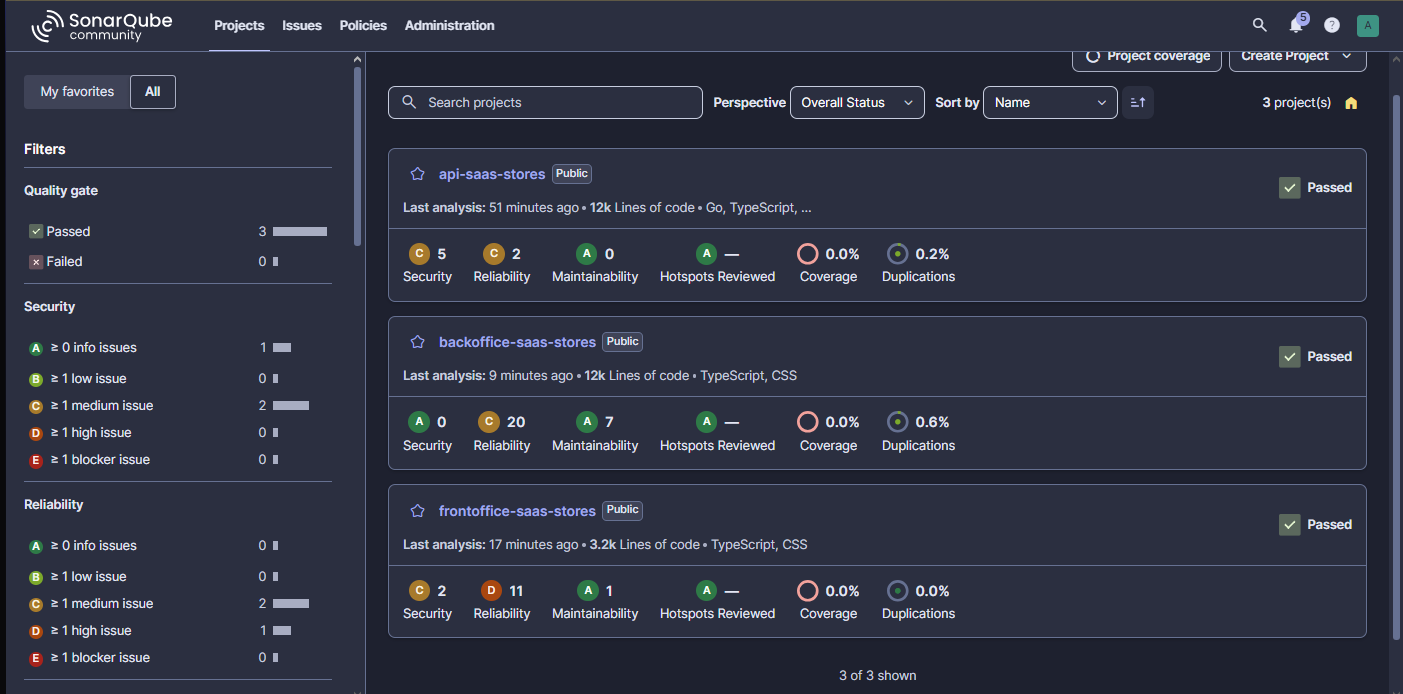 SonarQube community
Projects Issues Policies Administration
5 ? A
My favorites All
Filters
Quality gate
Passed 3
Failed 0
Security
A ≥ 0 info issues 1
B ≥ 1 low issue 0
C ≥ 1 medium issue 2
D ≥ 1 high issue 0
E ≥ 1 blocker issue 0
Reliability
A ≥ 0 info issues 0
B ≥ 1 low issue 0
C ≥ 1 medium issue 2
D ≥ 1 high issue 1
E ≥ 1 blocker issue 0
Project coverage Create Project
Search projects Perspective Overall Status Sort by Name 3 project(s)
api-saas-stores Public Passed
Last analysis: 51 minutes ago • 12k Lines of code • Go, TypeScript, ...
C 5 C 2 A 0 A — 0.0% 0.2%
Security Reliability Maintainability Hotspots Reviewed Coverage Duplications
backoffice-saas-stores Public Passed
Last analysis: 9 minutes ago • 12k Lines of code • TypeScript, CSS
A 0 C 20 A 7 A — 0.0% 0.6%
Security Reliability Maintainability Hotspots Reviewed Coverage Duplications
frontoffice-saas-stores Public Passed
Last analysis: 17 minutes ago • 3.2k Lines of code • TypeScript, CSS
C 2 D 11 A 1 A — 0.0% 0.0%
Security Reliability Maintainability Hotspots Reviewed Coverage Duplications
3 of 3 shown